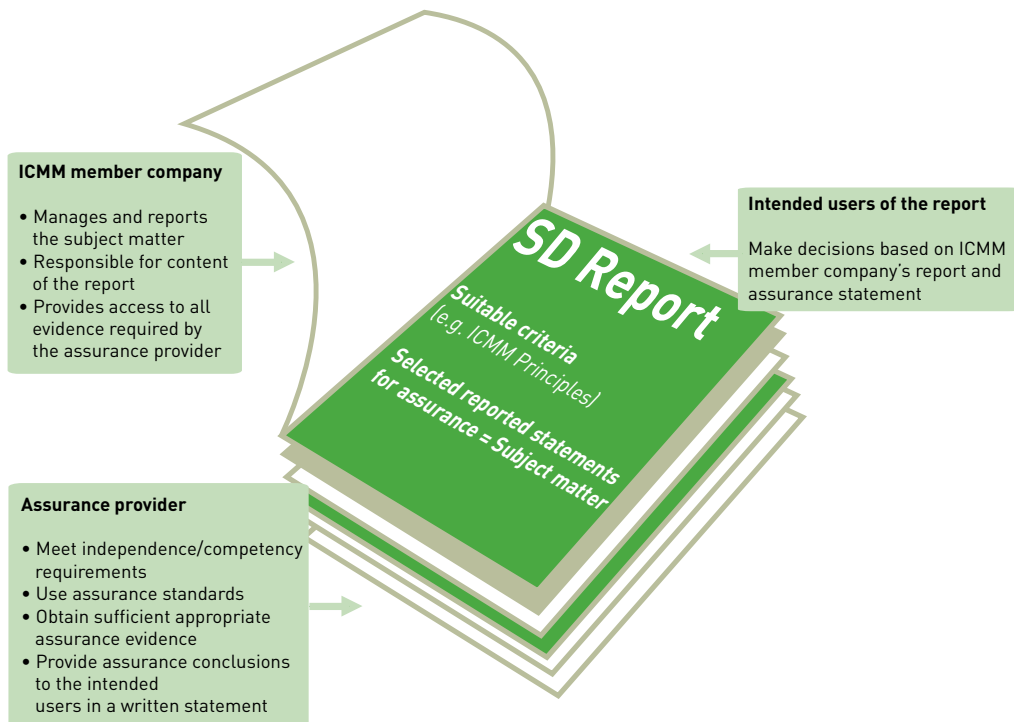 ICMM member company
• Manages and reports
the subject matter
• Responsible for content
of the report
• Provides access to all
evidence required by
the assurance provider
SD Report
Suitable criteria
(e.g. ICMM Principles)
Selected reported statements
for assurance = Subject matter
Intended users of the report
Make decisions based on ICMM
member company's report and
assurance statement
Assurance provider
• Meet independence/competency
requirements
• Use assurance standards
• Obtain sufficient appropriate
assurance evidence
• Provide assurance conclusions
to the intended
users in a written statement